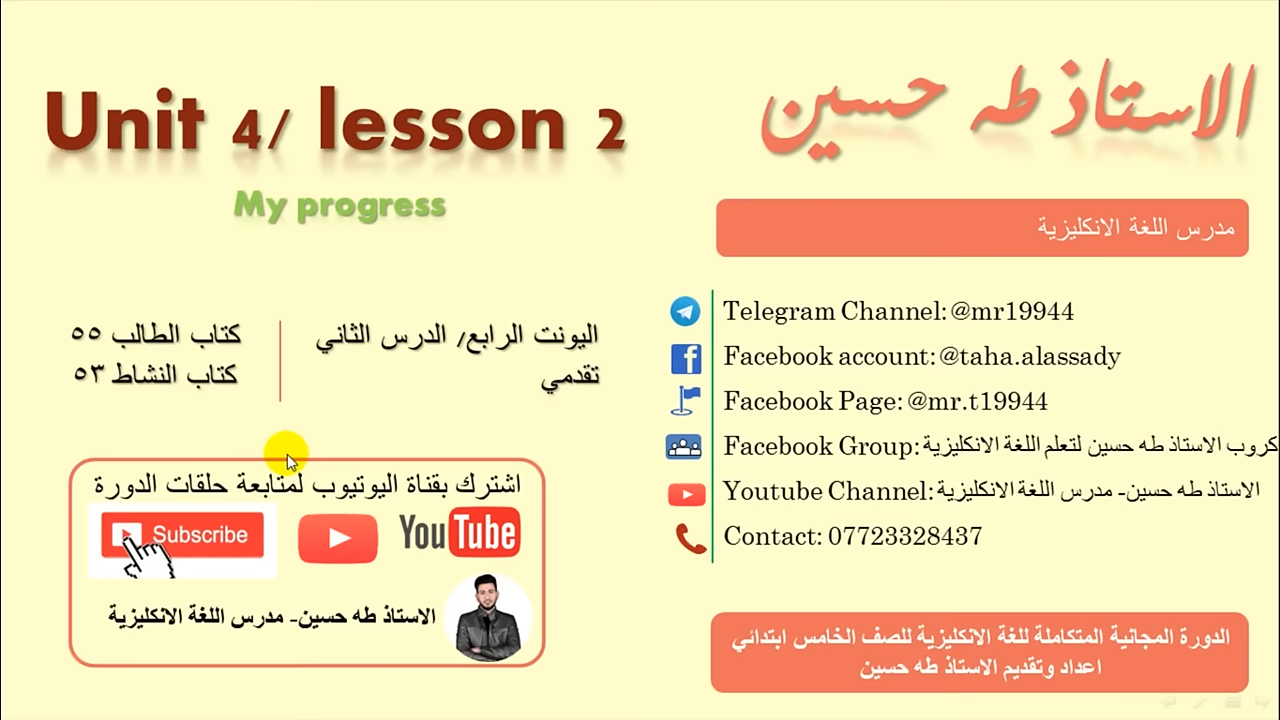 Unit 4/ lesson 2
My progress
الاستاذ طه حسين
مدرس اللغة الانكليزية
اليونت الرابع/ الدرس الثاني
تقدمي
كتاب الطالب ٥٥
كتاب النشاط ٥٣
Telegram Channel: @mr19944
Facebook account: @taha.alassady
Facebook Page: @mr.t19944
Facebook Group: كروب الاستاذ طه حسين لتعلم اللغة الانكليزية
Youtube Channel: الاستاذ طه حسين- مدرس اللغة الانكليزية
Contact: 07723328437
اشترك بقناة اليوتيوب لمتابعة حلقات الدورة
Subscribe
YouTube
الاستاذ طه حسين- مدرس اللغة الانكليزية
الدورة المجانية المتكاملة للغة الانكليزية للصف الخامس ابتدائي
اعداد وتقديم الاستاذ طه حسين